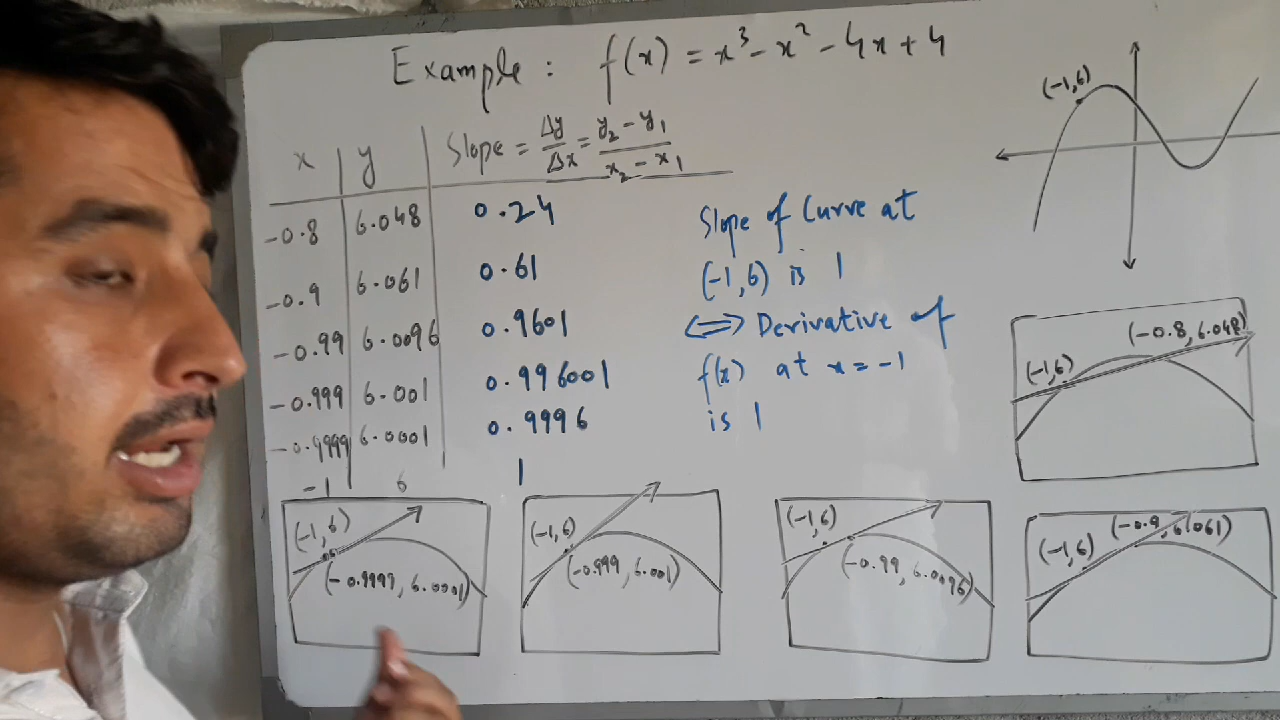 Example: f(x) = x³ - x² - 4x + 4
x y Slope = Δy/Δx = (y₂ - y₁)/(x₂ - x₁)
-0.8 6.048 0.24
-0.9 6.061 0.61
-0.99 6.0096 0.9601
-0.999 6.001 0.996001
-0.9999 6.0001 0.9996
-1 6 1
Slope of Curve at
(-1,6) is 1
⟺ Derivative of
f(x) at x = -1
is 1
(-1,6)
(-1,6) (-0.8, 6.048)
(-1,6)
(-0.9999, 6.0001)
(-1,6)
(-0.999, 6.001)
(-1,6)
(-0.99, 6.0096)
(-1,6) (-0.9, 6.061)